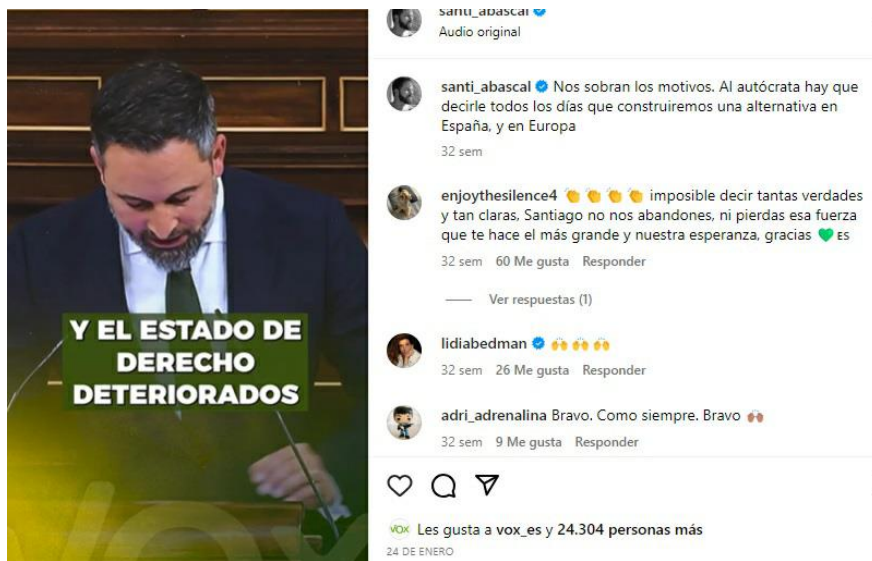 santi_abascal
Audio original
santi_abascal Nos sobran los motivos. Al autócrata hay que
decirle todos los días que construiremos una alternativa en
España, y en Europa
32 sem
enjoythesilence4 👏 👏 👏 👏 imposible decir tantas verdades
y tan claras, Santiago no nos abandones, ni pierdas esa fuerza
que te hace el más grande y nuestra esperanza, gracias 💚 ES
32 sem 60 Me gusta Responder
Ver respuestas (1)
lidiabedman 🙌 🙌 🙌
32 sem 26 Me gusta Responder
adri_adrenalina Bravo. Como siempre. Bravo 🙌🏽
32 sem 9 Me gusta Responder
VOX Les gusta a vox_es y 24.304 personas más
24 DE ENERO
Y EL ESTADO DE
DERECHO
DETERIORADOS
VOX